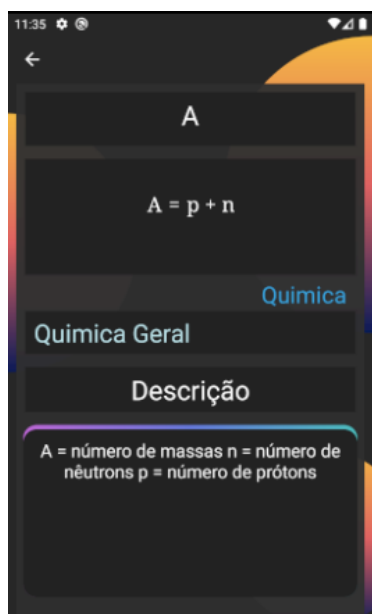 11:35
A
A = p + n
Quimica
Quimica Geral
Descrição
A = número de massas n = número de
nêutrons p = número de prótons